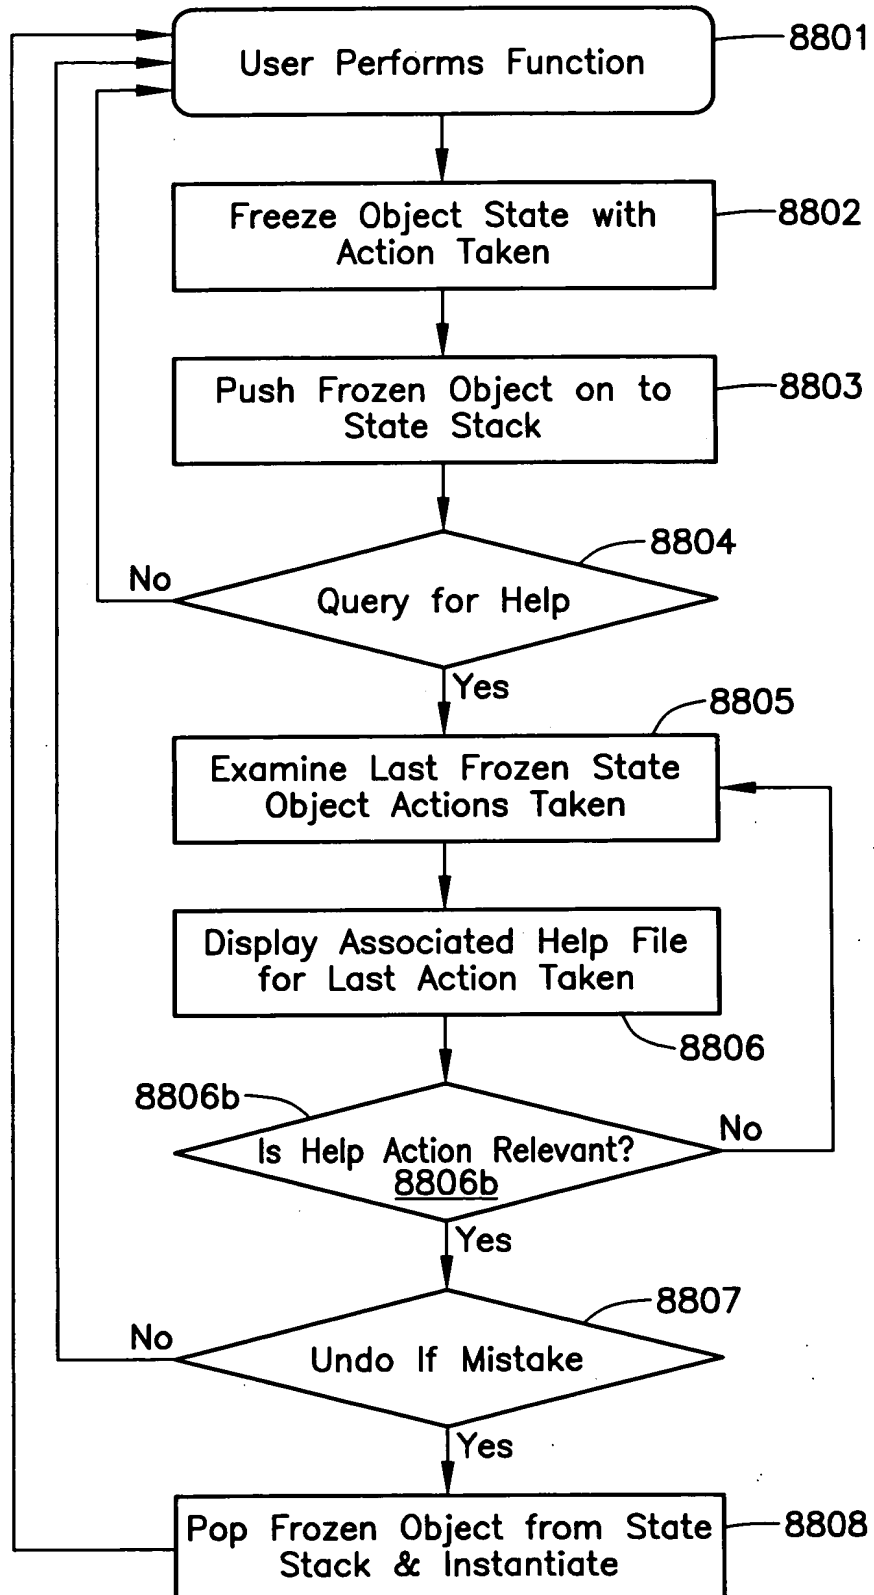 User Performs Function
8801
Freeze Object State with
Action Taken
8802
Push Frozen Object on to
State Stack
8803
8804
No
Query for Help
Yes
8805
Examine Last Frozen State
Object Actions Taken
Display Associated Help File
for Last Action Taken
8806
8806b
No
Is Help Action Relevant?
8806b
Yes
8807
No
Undo If Mistake
Yes
Pop Frozen Object from State
Stack & Instantiate
8808